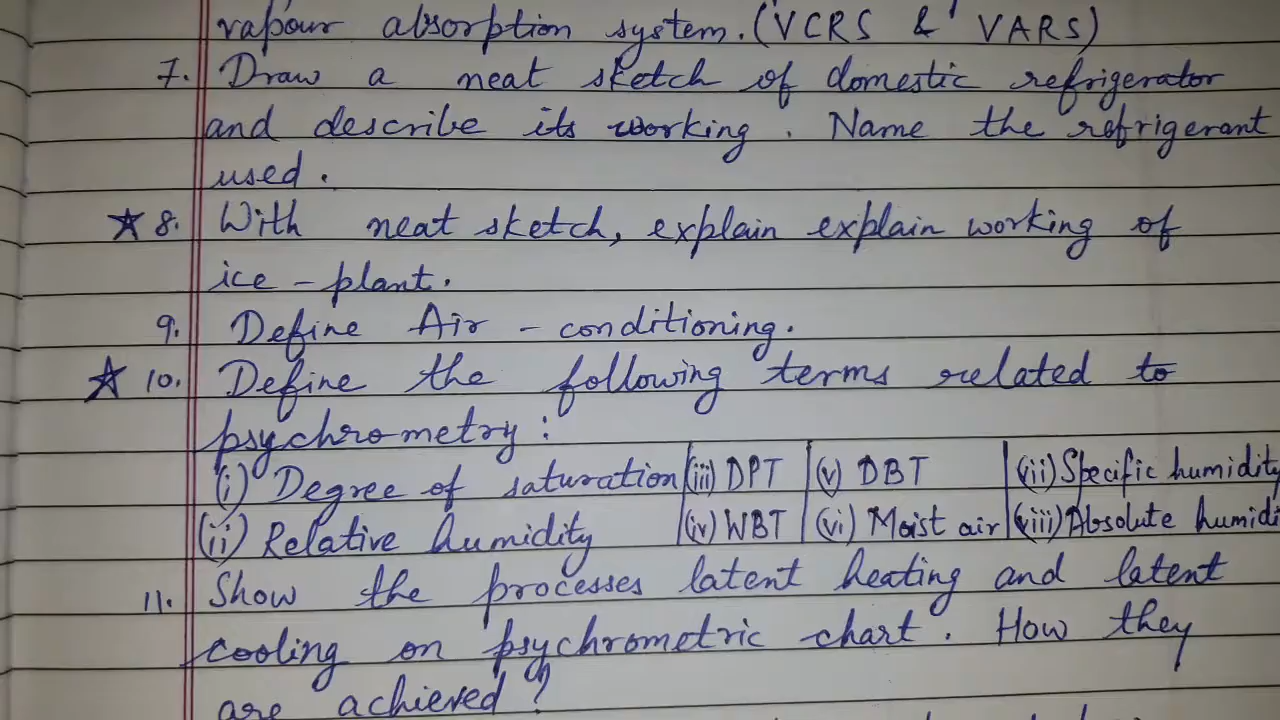 vapour absorption system. (VCRS & VARS)
7. Draw a neat sketch of domestic refrigerator
and describe its working. Name the refrigerant
used.
☆ 8. With neat sketch, explain explain working of
ice-plant.
9. Define Air-conditioning.
☆ 10. Define the following terms related to
psychrometry:
(i) Degree of saturation (iii) DPT (v) DBT (vii) Specific humidity
(ii) Relative humidity (iv) WBT (vi) Moist air (viii) Absolute humidi
11. Show the processes latent heating and latent
cooling on psychrometric chart. How they
are achieved?